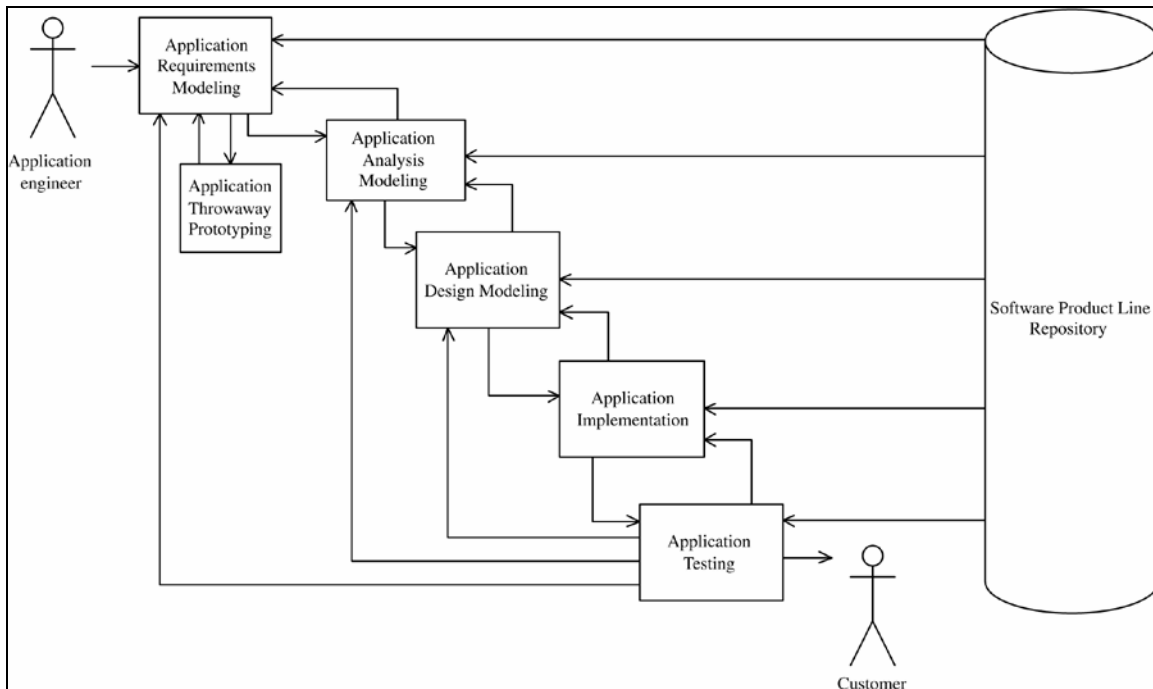 Application
Requirements
Modeling
Application
engineer
Application
Throwaway
Prototyping
Application
Analysis
Modeling
Application
Design Modeling
Software Product Line
Repository
Application
Implementation
Application
Testing
Customer